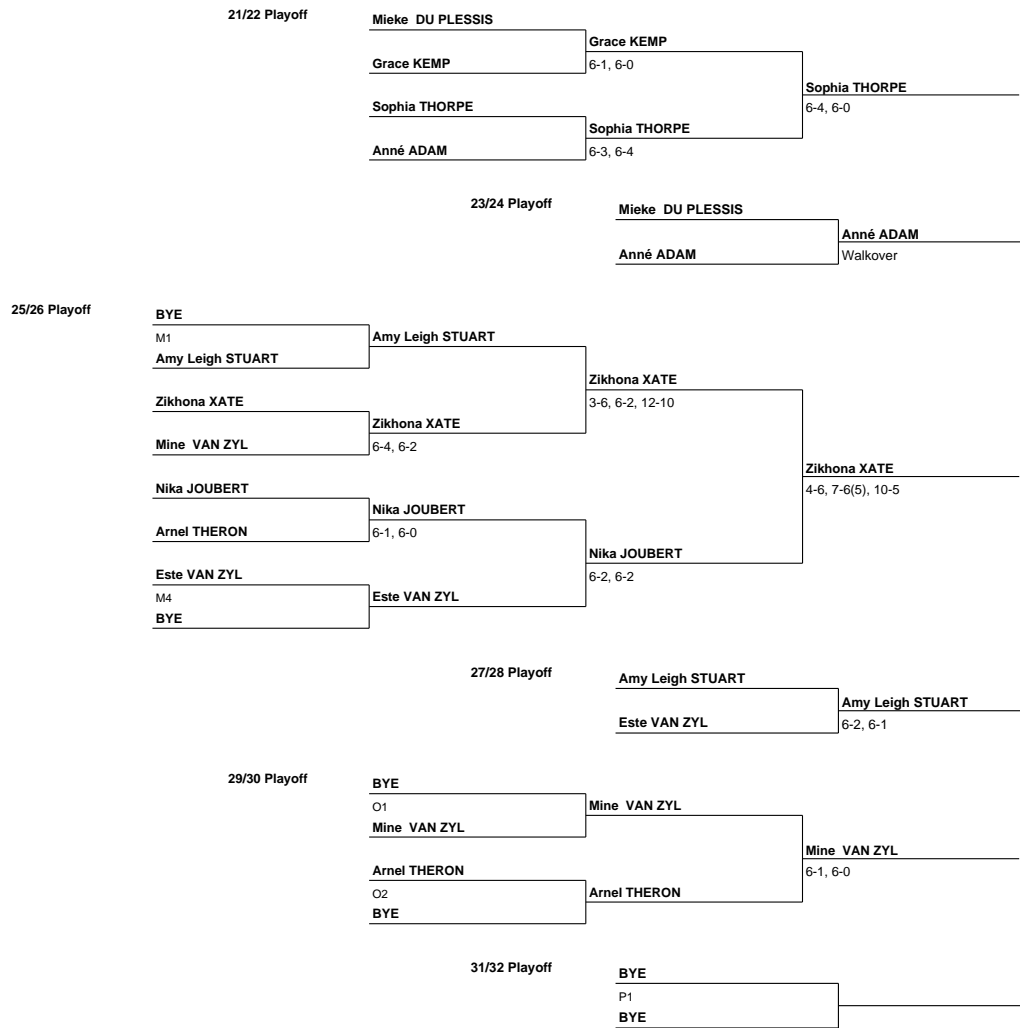 21/22 Playoff
Mieke  DU PLESSIS
Grace KEMP
Grace KEMP
6-1, 6-0
Sophia THORPE
6-4, 6-0
Sophia THORPE
Sophia THORPE
Anné ADAM
6-3, 6-4
23/24 Playoff
Mieke  DU PLESSIS
Anné ADAM
Anné ADAM
Walkover
25/26 Playoff
BYE
M1
Amy Leigh STUART
Amy Leigh STUART
Zikhona XATE
3-6, 6-2, 12-10
Zikhona XATE
Zikhona XATE
Mine  VAN ZYL
6-4, 6-2
Zikhona XATE
4-6, 7-6(5), 10-5
Nika JOUBERT
Nika JOUBERT
Arnel THERON
6-1, 6-0
Nika JOUBERT
6-2, 6-2
Este VAN ZYL
M4
Este VAN ZYL
BYE
27/28 Playoff
Amy Leigh STUART
Amy Leigh STUART
Este VAN ZYL
6-2, 6-1
29/30 Playoff
BYE
O1
Mine  VAN ZYL
Mine  VAN ZYL
Mine  VAN ZYL
6-1, 6-0
Arnel THERON
O2
Arnel THERON
BYE
31/32 Playoff
BYE
P1
BYE